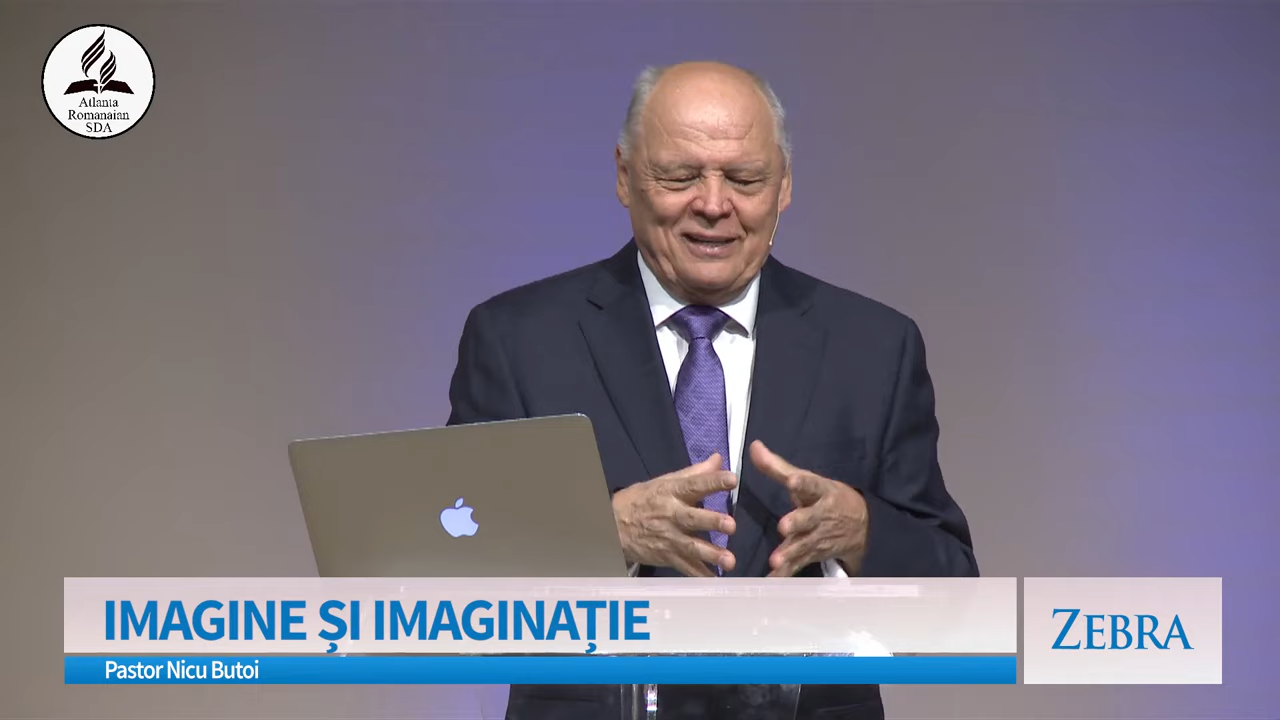 Atlanta
Romanaian
SDA
IMAGINE ȘI IMAGINAȚIE
Pastor Nicu Butoi
ZEBRA